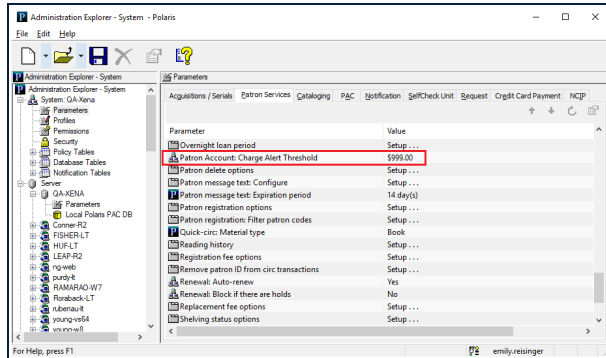 Administration Explorer - System - Polaris
File Edit Help
Administration Explorer - System
Parameters
Administration Explorer - System
System: QA-Xena
Parameters
Profiles
Permissions
Security
Policy Tables
Database Tables
Notification Tables
Server
QA-XENA
Parameters
Local Polaris PAC DB
Conner-R2
FISHER-LT
HUF-LT
LEAP-R2
ng-web
purdy-lt
RAMARAO-W7
Roraback-LT
rubenau-lt
young-vs64
young-w8
Acquisitions / Serials Patron Services Cataloging PAC Notification SelfCheck Unit Request Credit Card Payment NCIP
Parameter Value
Overnight loan period Setup . . .
Patron Account: Charge Alert Threshold $999.00
Patron delete options Setup . . .
Patron message text: Configure Setup . . .
Patron message text: Expiration period 14 day(s)
Patron registration options Setup . . .
Patron registration: Filter patron codes Setup . . .
Quick-circ: Material type Book
Reading history Setup . . .
Registration fee options Setup . . .
Remove patron ID from circ transactions Setup . . .
Renewal: Auto-renew Yes
Renewal: Block if there are holds No
Replacement fee options Setup . . .
Shelving status options Setup . . .
For Help, press F1
emily.reisinger